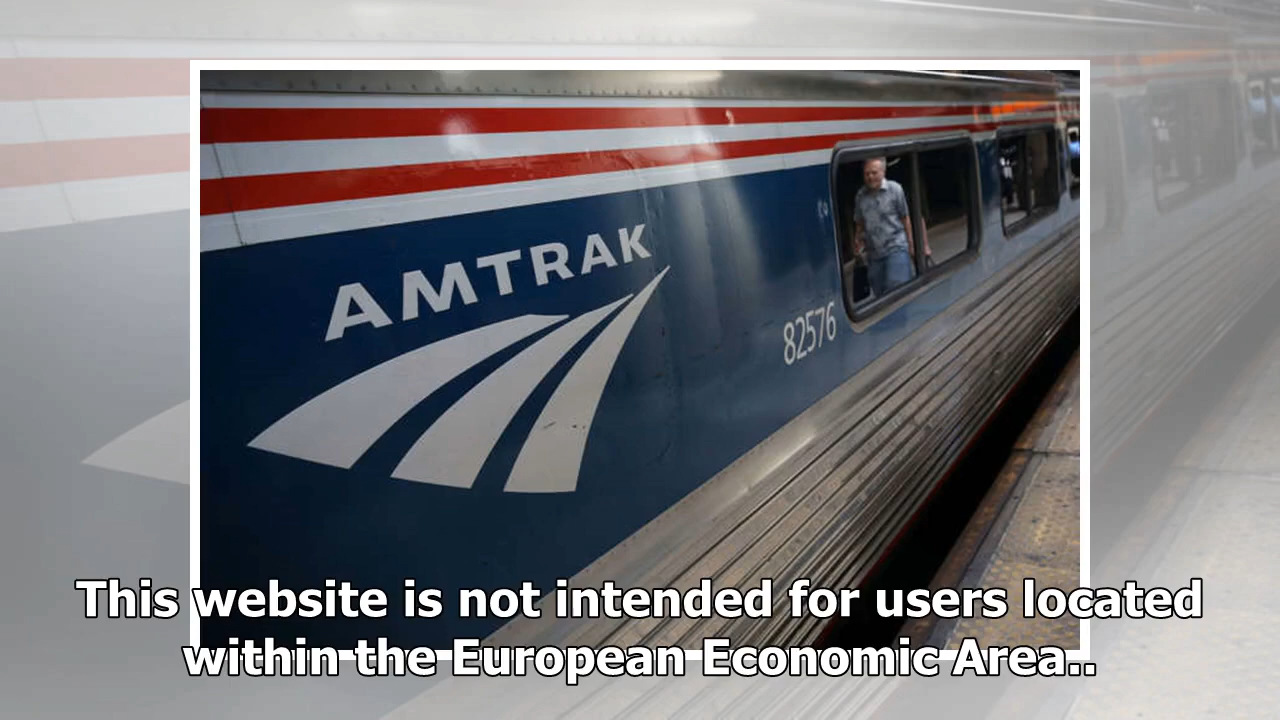 AMTRAK
82576
This website is not intended for users located
within the European Economic Area..